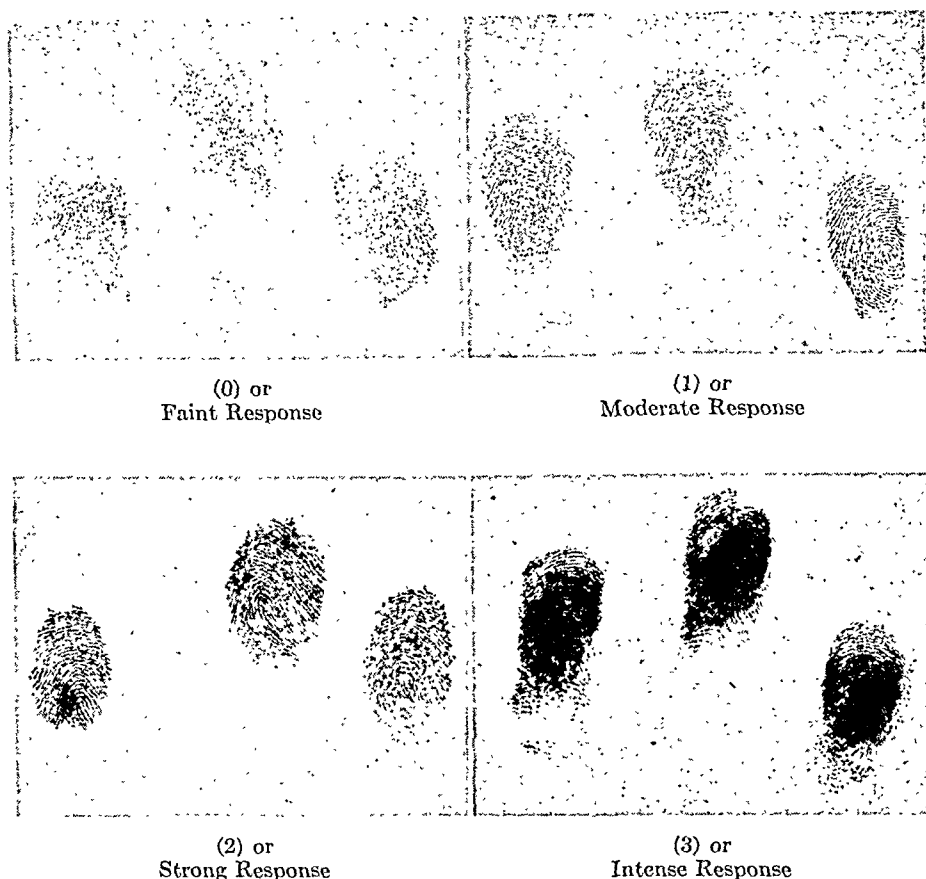 (0) or
Faint Response
(1) or
Moderate Response
(2) or
Strong Response
(3) or
Intense Response